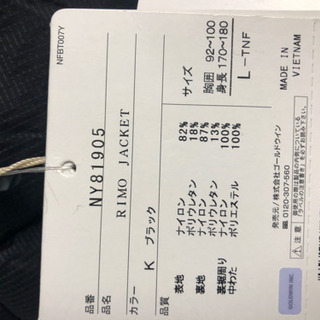 NFBT007Y
品番 NY81905
品名 RIMO JACKET
カラー K ブラック
品質
表地 ナイロン 82%
ポリウレタン 18%
裏地 ナイロン 87%
ポリウレタン 13%
裏裾周り ナイロン 100%
中わた ポリエステル 100%
サイズ
胸囲 92~100
身長 170~180
L-TNF
MADE IN
VIETNAM
発売元/株式会社ゴールドウイン
0120-307-560
注意
GOLDWIN INC.